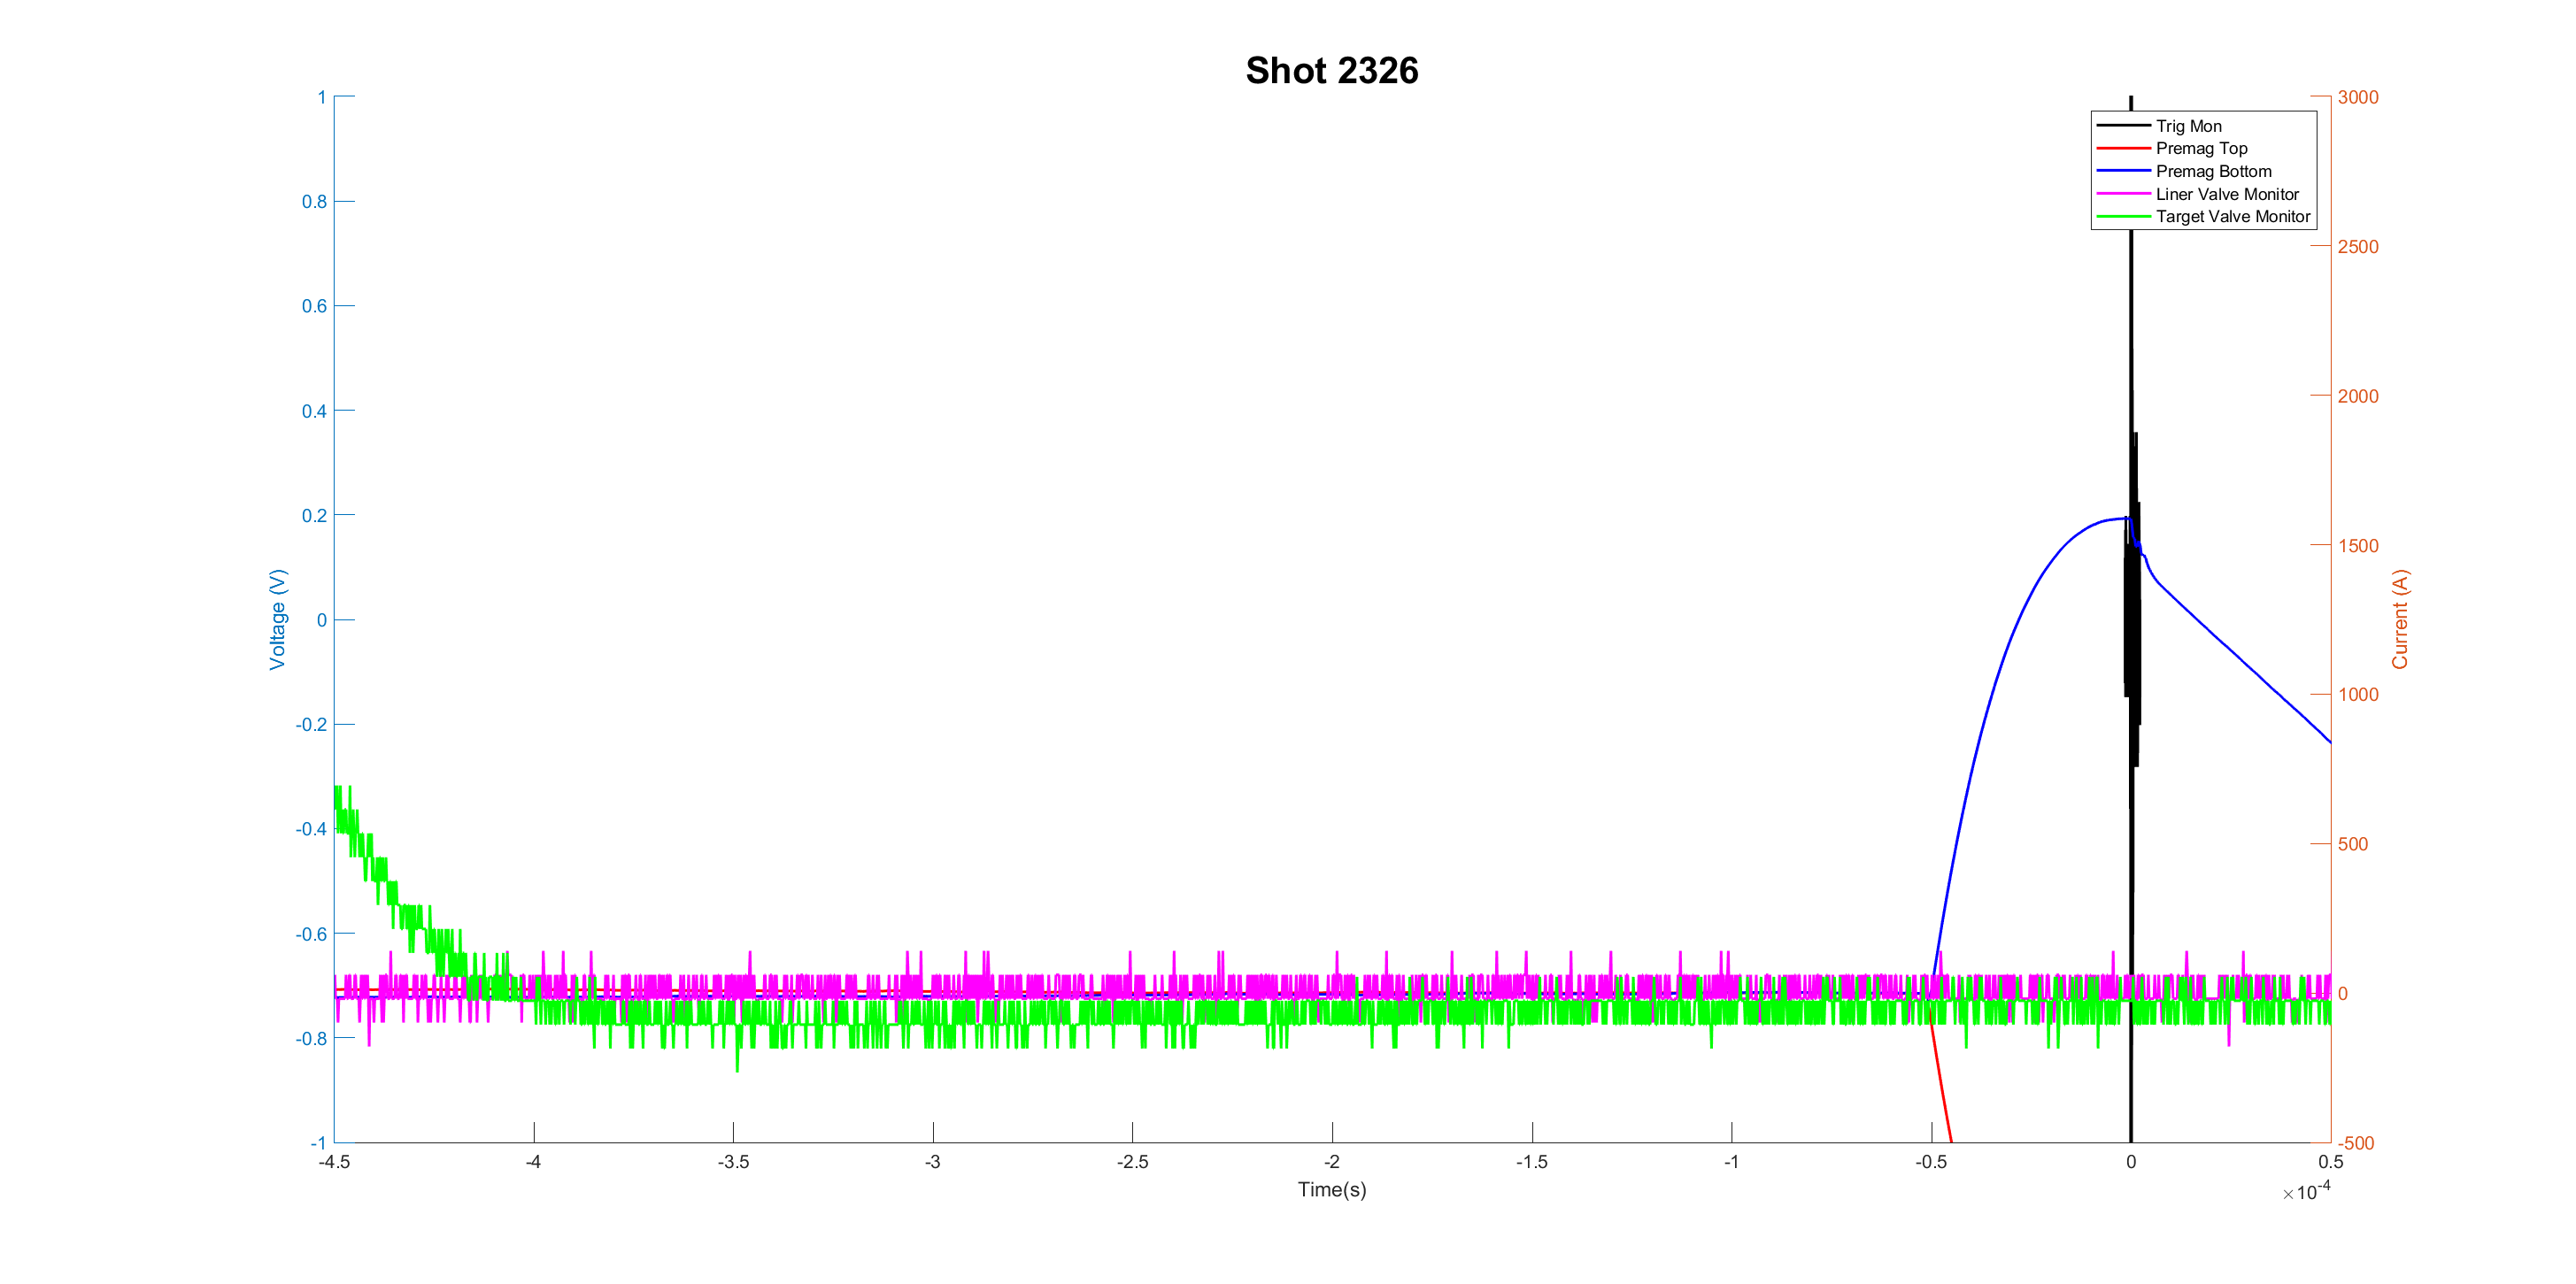 Shot 2326
1
0.8
0.6
0.4
0.2
0
-0.2
-0.4
-0.6
-0.8
-1
Voltage (V)
3000
2500
2000
1500
1000
500
0
-500
Current (A)
Trig Mon
Premag Top
Premag Bottom
Liner Valve Monitor
Target Valve Monitor
-4.5 -4 -3.5 -3 -2.5 -2 -1.5 -1 -0.5 0 0.5
Time(s)
×10-4